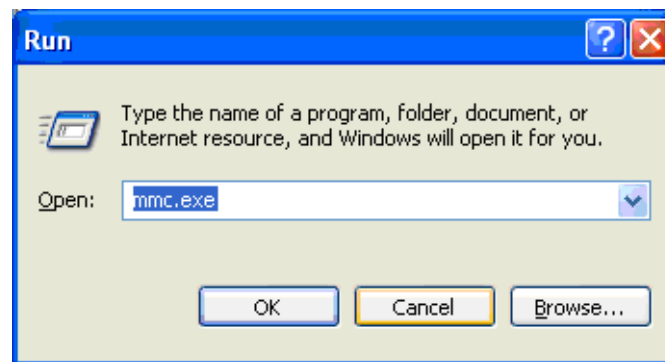 Run
Type the name of a program, folder, document, or
Internet resource, and Windows will open it for you.
Open: mmc.exe
OK Cancel Browse...